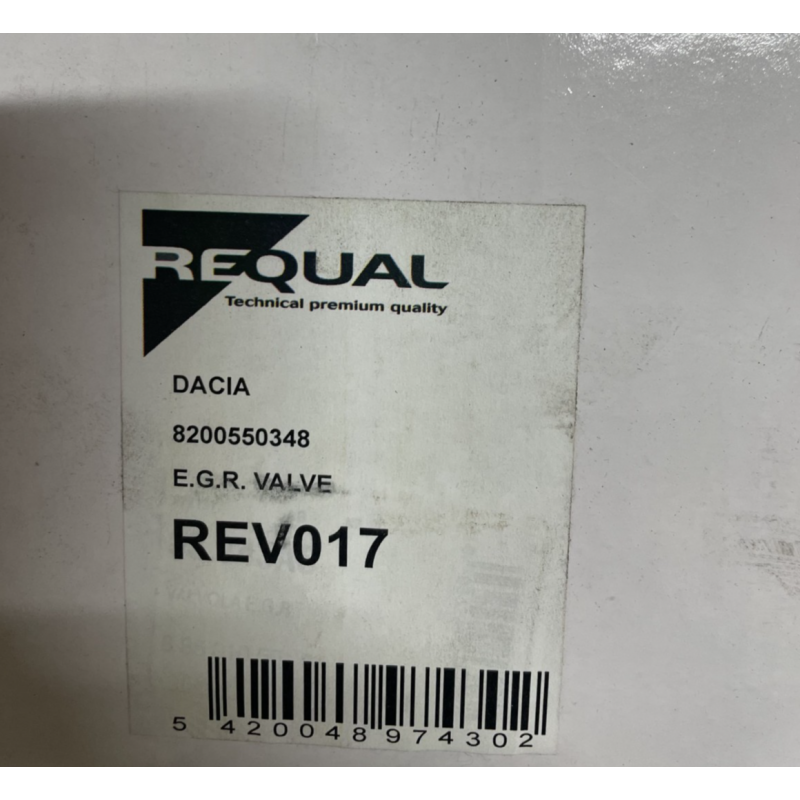 REQUAL
Technical premium quality
DACIA
8200550348
E.G.R. VALVE
REV017
5 420048 974302